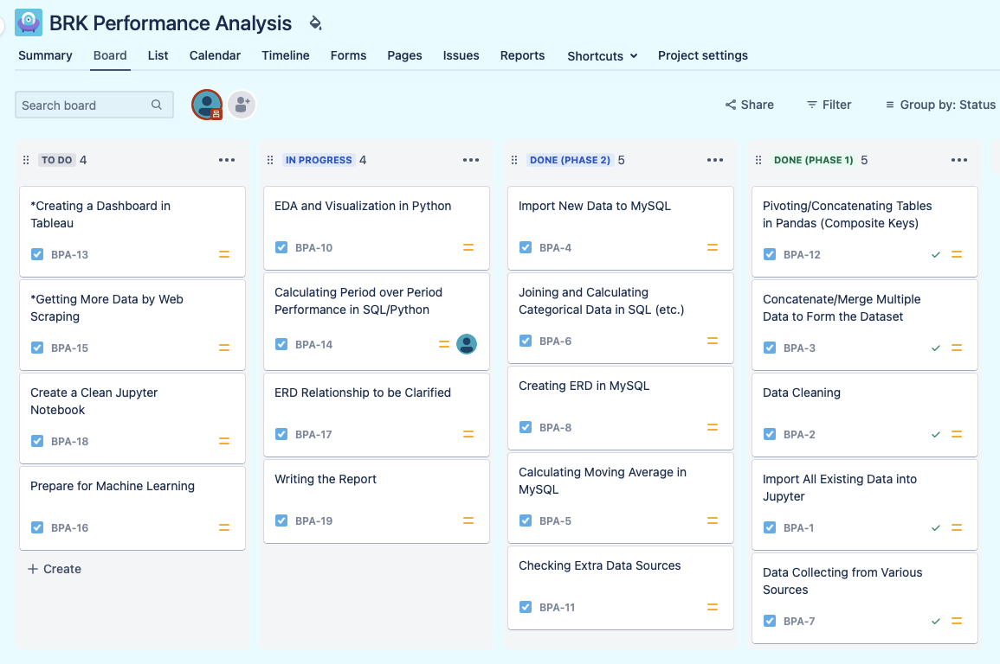 BRK Performance Analysis
Summary Board List Calendar Timeline Forms Pages Issues Reports Shortcuts Project settings
Search board Share Filter Group by: Status
TO DO 4
*Creating a Dashboard in
Tableau
BPA-13
*Getting More Data by Web
Scraping
BPA-15
Create a Clean Jupyter
Notebook
BPA-18
Prepare for Machine Learning
BPA-16
Create
IN PROGRESS 4
EDA and Visualization in Python
BPA-10
Calculating Period over Period
Performance in SQL/Python
BPA-14
ERD Relationship to be Clarified
BPA-17
Writing the Report
BPA-19
DONE (PHASE 2) 5
Import New Data to MySQL
BPA-4
Joining and Calculating
Categorical Data in SQL (etc.)
BPA-6
Creating ERD in MySQL
BPA-8
Calculating Moving Average in
MySQL
BPA-5
Checking Extra Data Sources
BPA-11
DONE (PHASE 1) 5
Pivoting/Concatenating Tables
in Pandas (Composite Keys)
BPA-12
Concatenate/Merge Multiple
Data to Form the Dataset
BPA-3
Data Cleaning
BPA-2
Import All Existing Data into
Jupyter
BPA-1
Data Collecting from Various
Sources
BPA-7